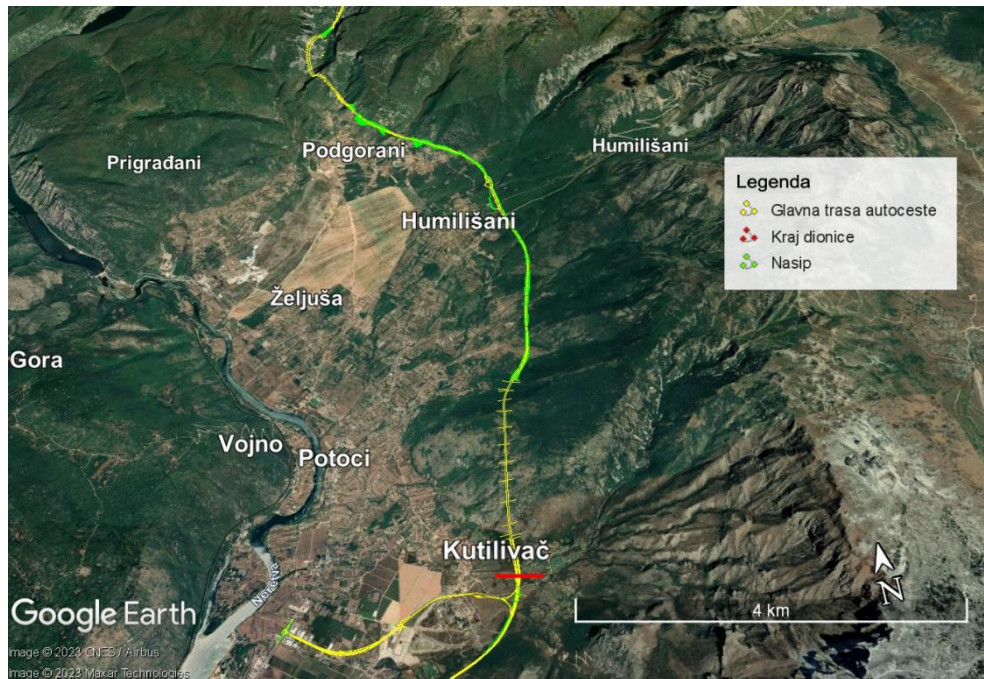 Prigrađani
Podgorani
Humilišani
Legenda
Glavna trasa autoceste
Kraj dionice
Nasip
Humilišani
Željuša
Gora
Vojno
Potoci
Kutilivač
Neretva
N
4 km
Google Earth
Image © 2023 CNES / Airbus
Image © 2023 Maxar Technologies